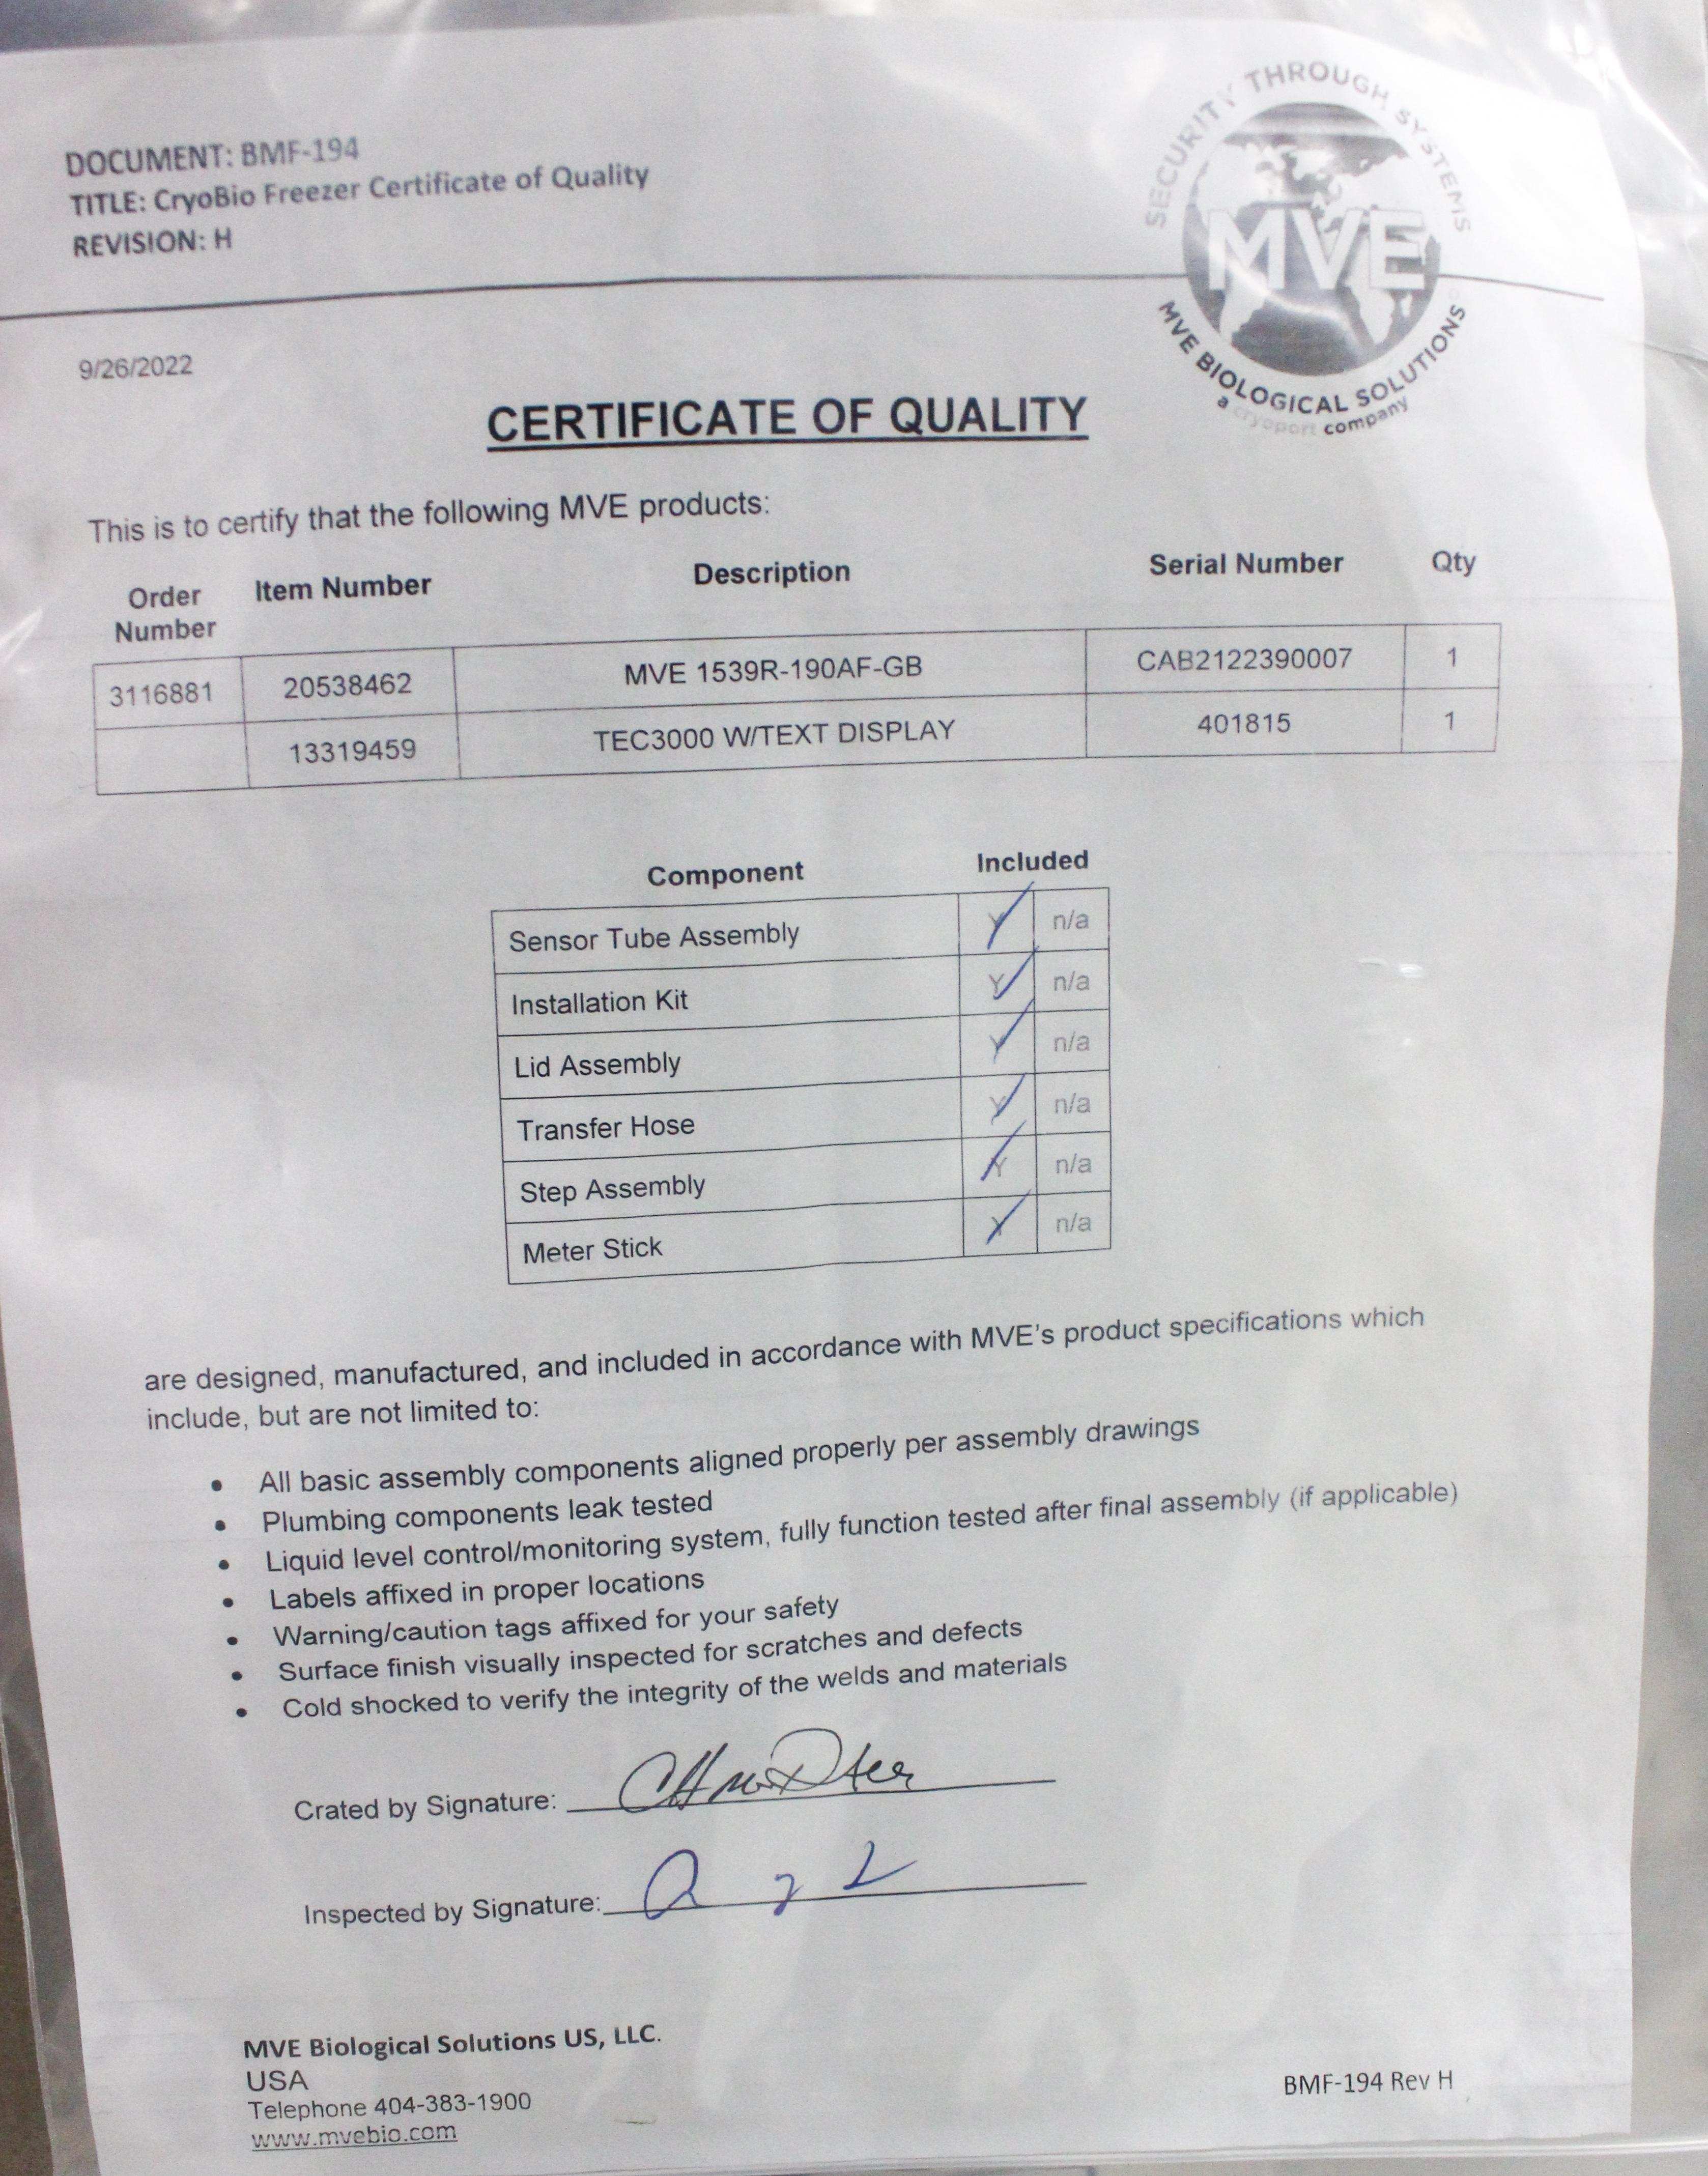 DOCUMENT: BMF-194
TITLE: CryoBio Freezer Certificate of Quality
REVISION: H
SECURITY THROUGH SYSTEMS
MVE
MVE BIOLOGICAL SOLUTIONS
a cryoport company
9/26/2022
CERTIFICATE OF QUALITY
This is to certify that the following MVE products:
Order Number Item Number Description Serial Number Qty
3116881 20538462 MVE 1539R-190AF-GB CAB2122390007 1
13319459 TEC3000 W/TEXT DISPLAY 401815 1
Component Included
Sensor Tube Assembly Y n/a
Installation Kit Y n/a
Lid Assembly Y n/a
Transfer Hose Y n/a
Step Assembly Y n/a
Meter Stick Y n/a
are designed, manufactured, and included in accordance with MVE's product specifications which
include, but are not limited to:
• All basic assembly components aligned properly per assembly drawings
• Plumbing components leak tested
• Liquid level control/monitoring system, fully function tested after final assembly (if applicable)
• Labels affixed in proper locations
• Warning/caution tags affixed for your safety
• Surface finish visually inspected for scratches and defects
• Cold shocked to verify the integrity of the welds and materials
Crated by Signature:
Inspected by Signature:
MVE Biological Solutions US, LLC.
USA
Telephone 404-383-1900
www.mvebio.com
BMF-194 Rev H